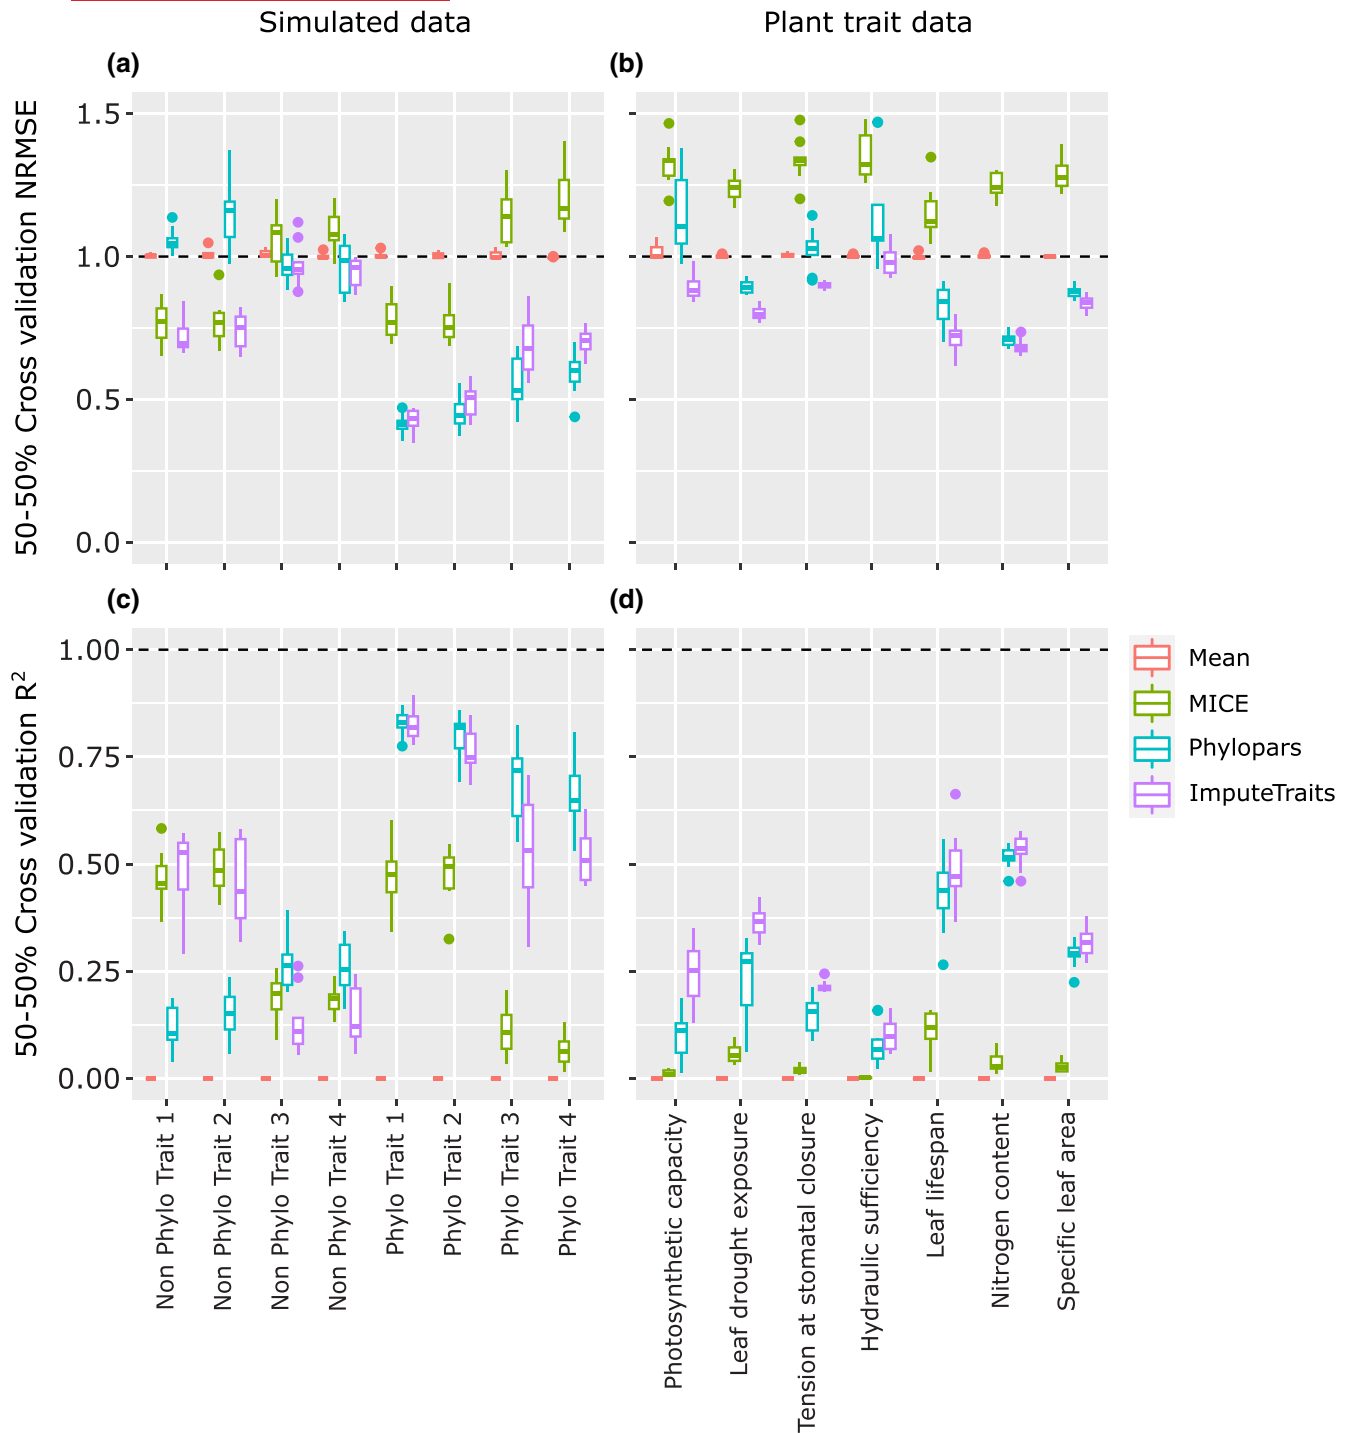 Simulated data
Plant trait data
(a)
(b)
50-50% Cross validation NRMSE
1.5
1.0
0.5
0.0
(c)
(d)
50-50% Cross validation R²
1.00
0.75
0.50
0.25
0.00
Mean
MICE
Phylopars
ImputeTraits
Non Phylo Trait 1
Non Phylo Trait 2
Non Phylo Trait 3
Non Phylo Trait 4
Phylo Trait 1
Phylo Trait 2
Phylo Trait 3
Phylo Trait 4
Photosynthetic capacity
Leaf drought exposure
Tension at stomatal closure
Hydraulic sufficiency
Leaf lifespan
Nitrogen content
Specific leaf area